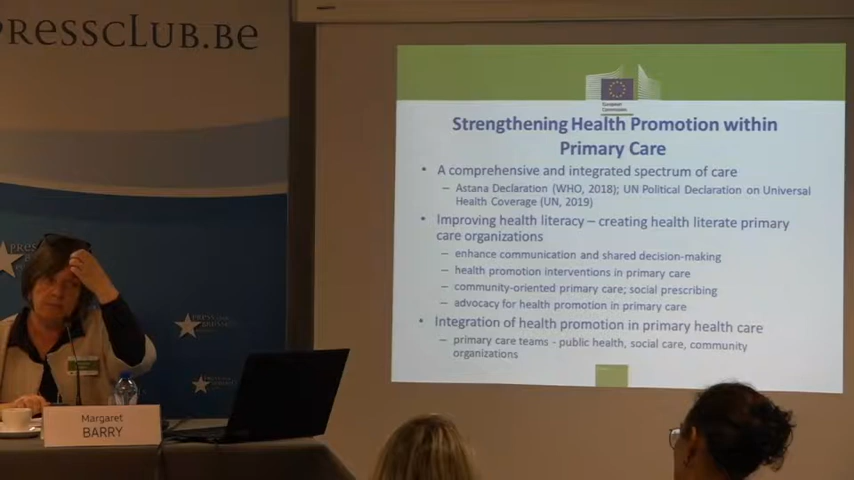 PRESSCLUB.BE
European
Commission
Strengthening Health Promotion within
Primary Care
• A comprehensive and integrated spectrum of care
– Astana Declaration (WHO, 2018); UN Political Declaration on Universal
Health Coverage (UN, 2019)
• Improving health literacy – creating health literate primary
care organizations
– enhance communication and shared decision-making
– health promotion interventions in primary care
– community-oriented primary care; social prescribing
– advocacy for health promotion in primary care
• Integration of health promotion in primary health care
– primary care teams - public health, social care, community
organizations
Margaret
BARRY